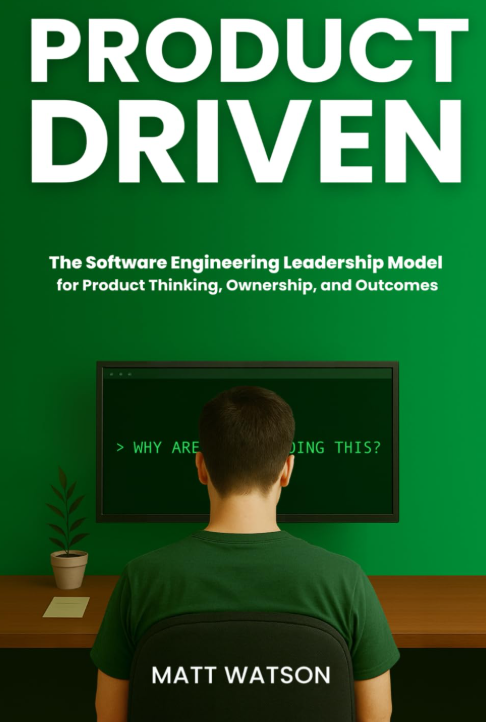 PRODUCT
DRIVEN
The Software Engineering Leadership Model
for Product Thinking, Ownership, and Outcomes
> WHY ARE DING THIS?
MATT WATSON